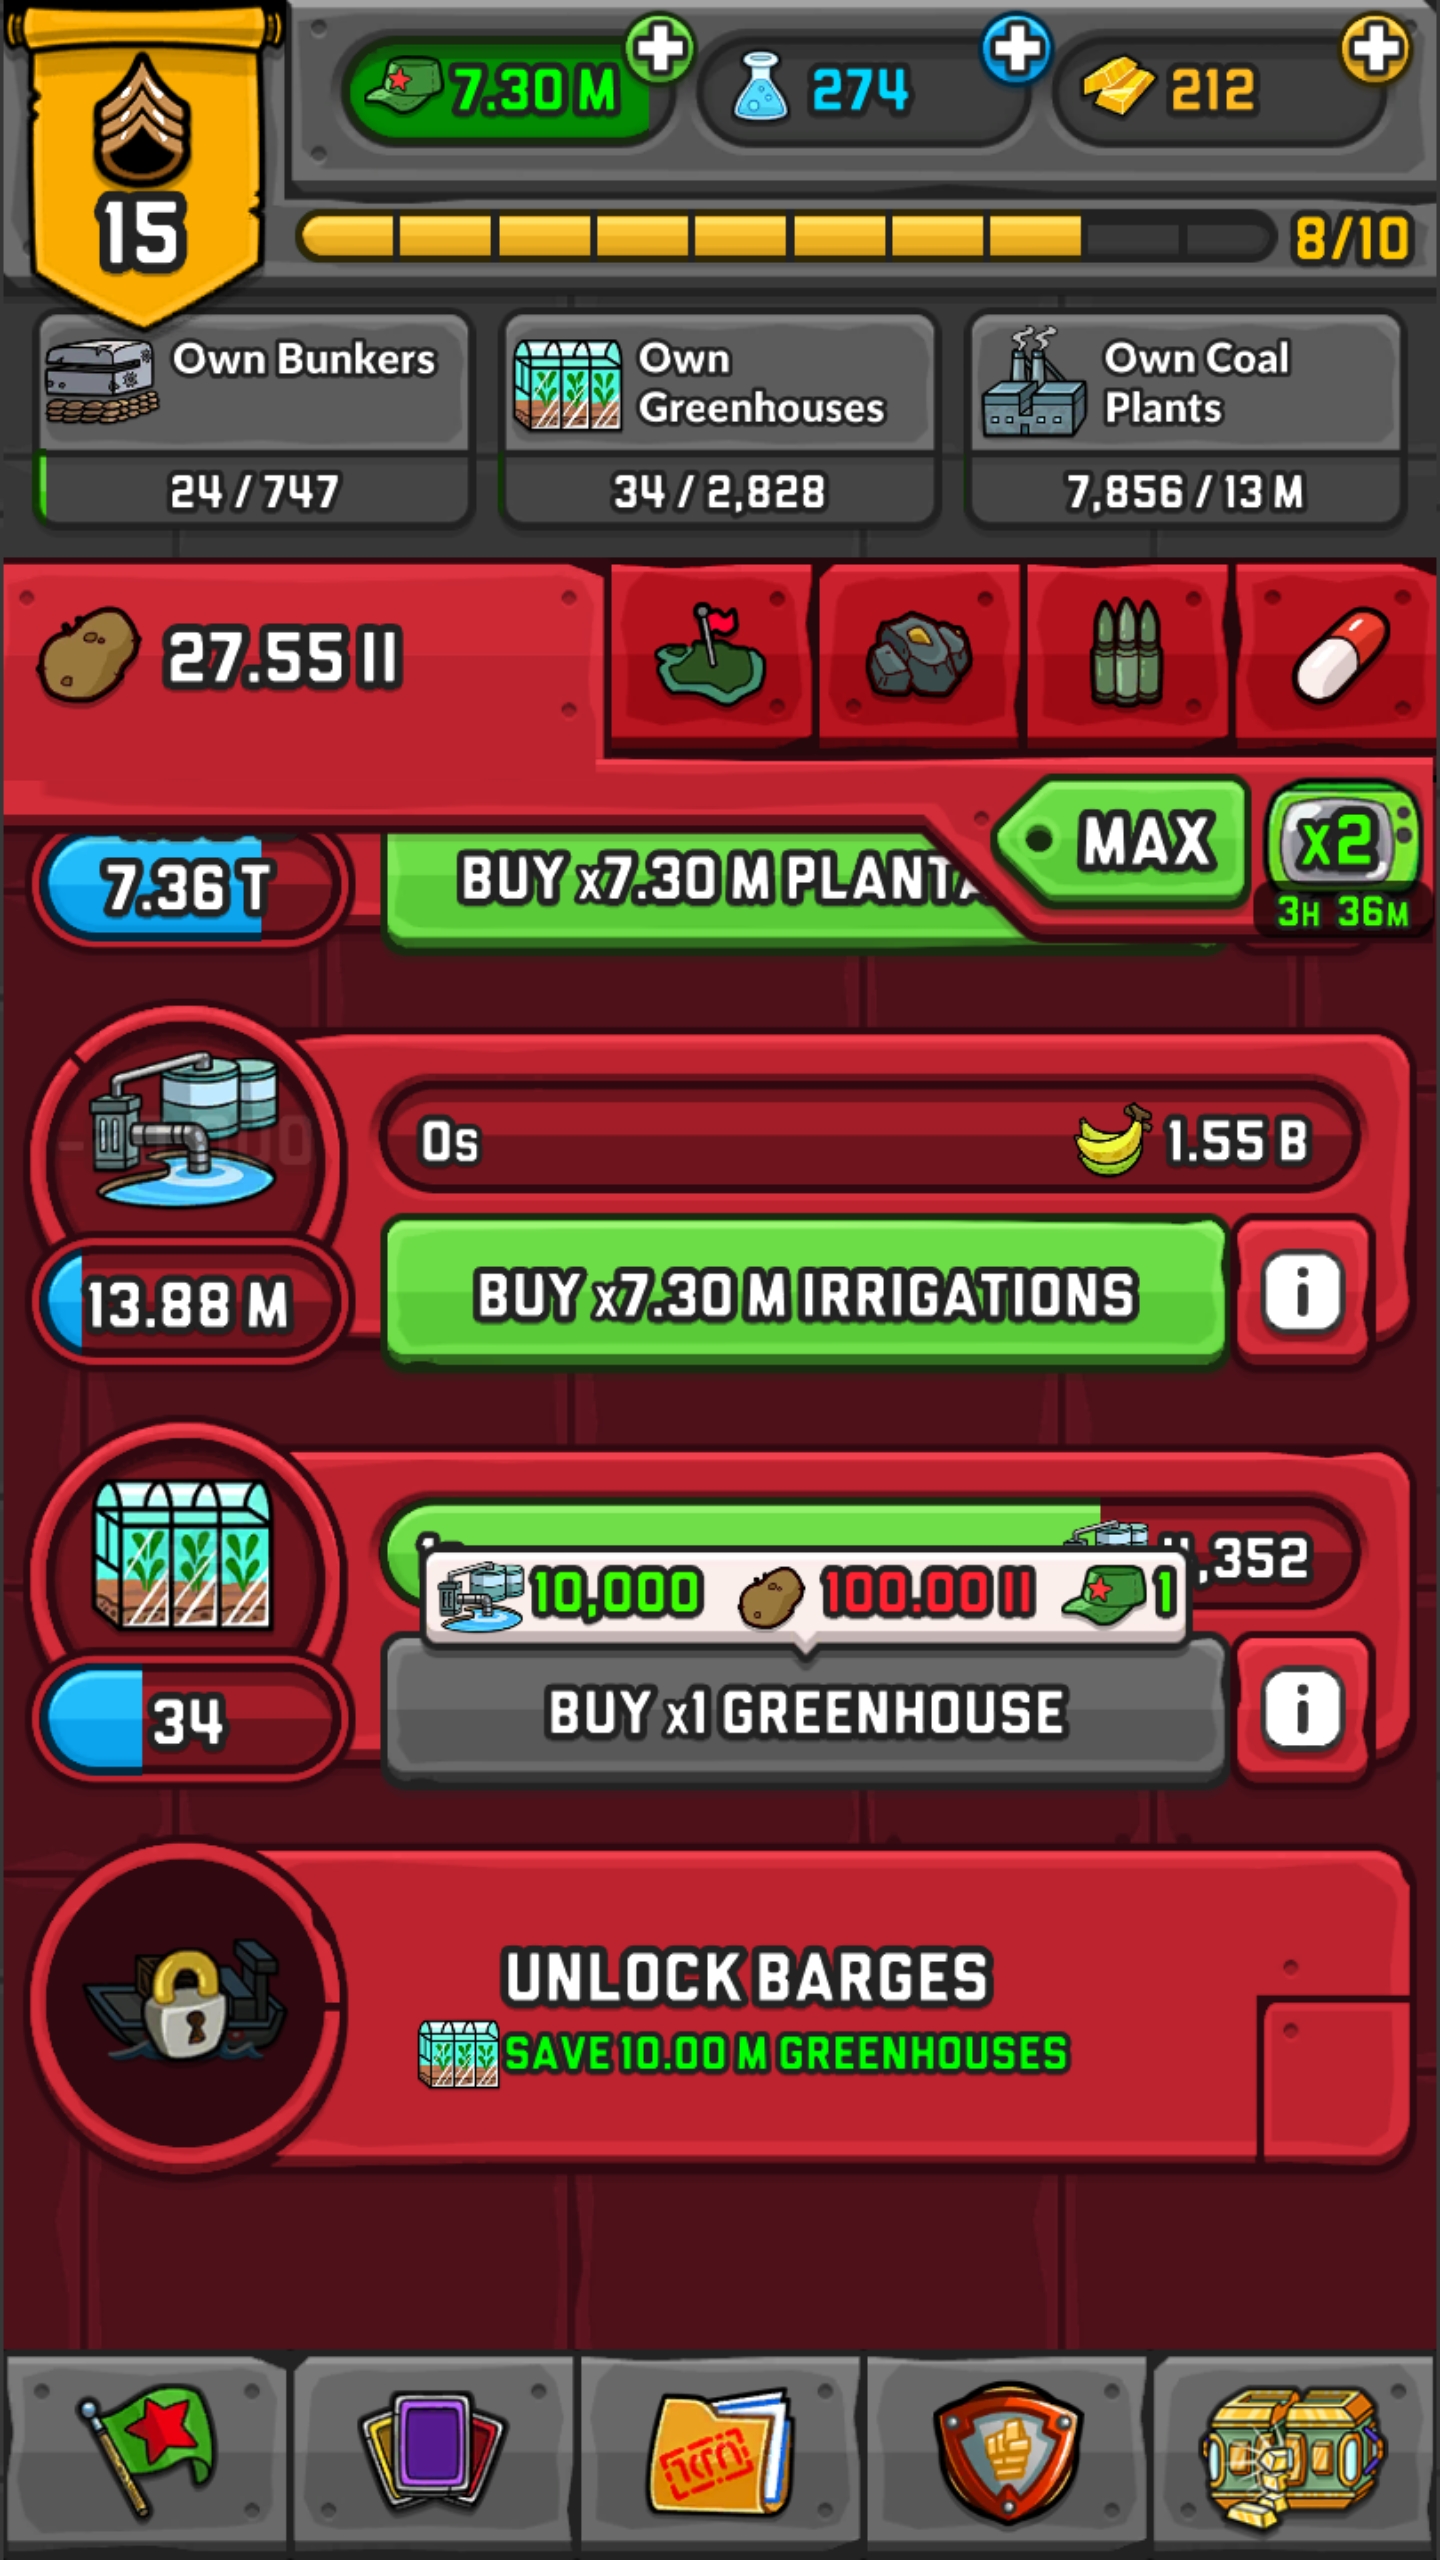 7.30 M
274
212
15
8/10
Own Bunkers
24 / 747
Own
Greenhouses
34 / 2,828
Own Coal
Plants
7,856 / 13 M
27.55 II
MAX
x2
3H 36M
7.36 T
BUY x7.30 M
0s
1.55 B
13.88 M
BUY x7.30 M IRRIGATIONS
,352
10,000
100.00 II
1
BUY x1 GREENHOUSE
34
UNLOCK BARGES
SAVE 10.00 M GREENHOUSES